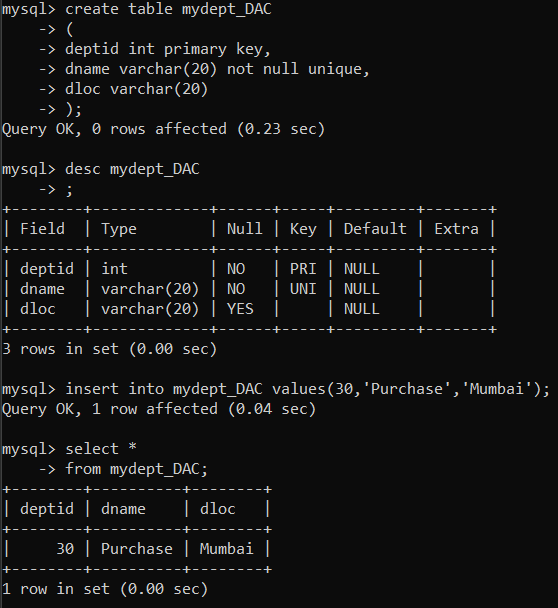 mysql> create table mydept_DAC
    -> (
    -> deptid int primary key,
    -> dname varchar(20) not null unique,
    -> dloc varchar(20)
    -> );
Query OK, 0 rows affected (0.23 sec)

mysql> desc mydept_DAC
    -> ;
+--------+-------------+------+-----+---------+-------+
| Field  | Type        | Null | Key | Default | Extra |
+--------+-------------+------+-----+---------+-------+
| deptid | int         | NO   | PRI | NULL    |       |
| dname  | varchar(20) | NO   | UNI | NULL    |       |
| dloc   | varchar(20) | YES  |     | NULL    |       |
+--------+-------------+------+-----+---------+-------+
3 rows in set (0.00 sec)

mysql> insert into mydept_DAC values(30,'Purchase','Mumbai');
Query OK, 1 row affected (0.04 sec)

mysql> select *
    -> from mydept_DAC;
+--------+----------+--------+
| deptid | dname    | dloc   |
+--------+----------+--------+
|     30 | Purchase | Mumbai |
+--------+----------+--------+
1 row in set (0.00 sec)